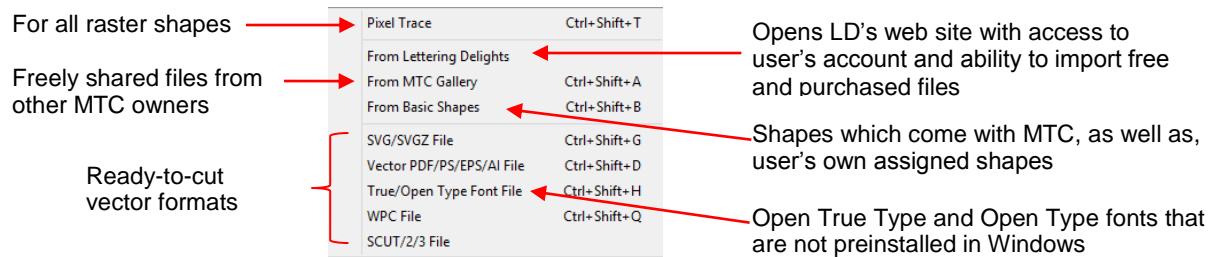 For all raster shapes
Freely shared files from
other MTC owners
Ready-to-cut
vector formats
Pixel Trace Ctrl+Shift+T
From Lettering Delights
From MTC Gallery Ctrl+Shift+A
From Basic Shapes Ctrl+Shift+B
SVG/SVGZ File Ctrl+Shift+G
Vector PDF/PS/EPS/AI File Ctrl+Shift+D
True/Open Type Font File Ctrl+Shift+H
WPC File Ctrl+Shift+Q
SCUT/2/3 File
Opens LD's web site with access to
user's account and ability to import free
and purchased files
Shapes which come with MTC, as well as,
user's own assigned shapes
Open True Type and Open Type fonts that
are not preinstalled in Windows